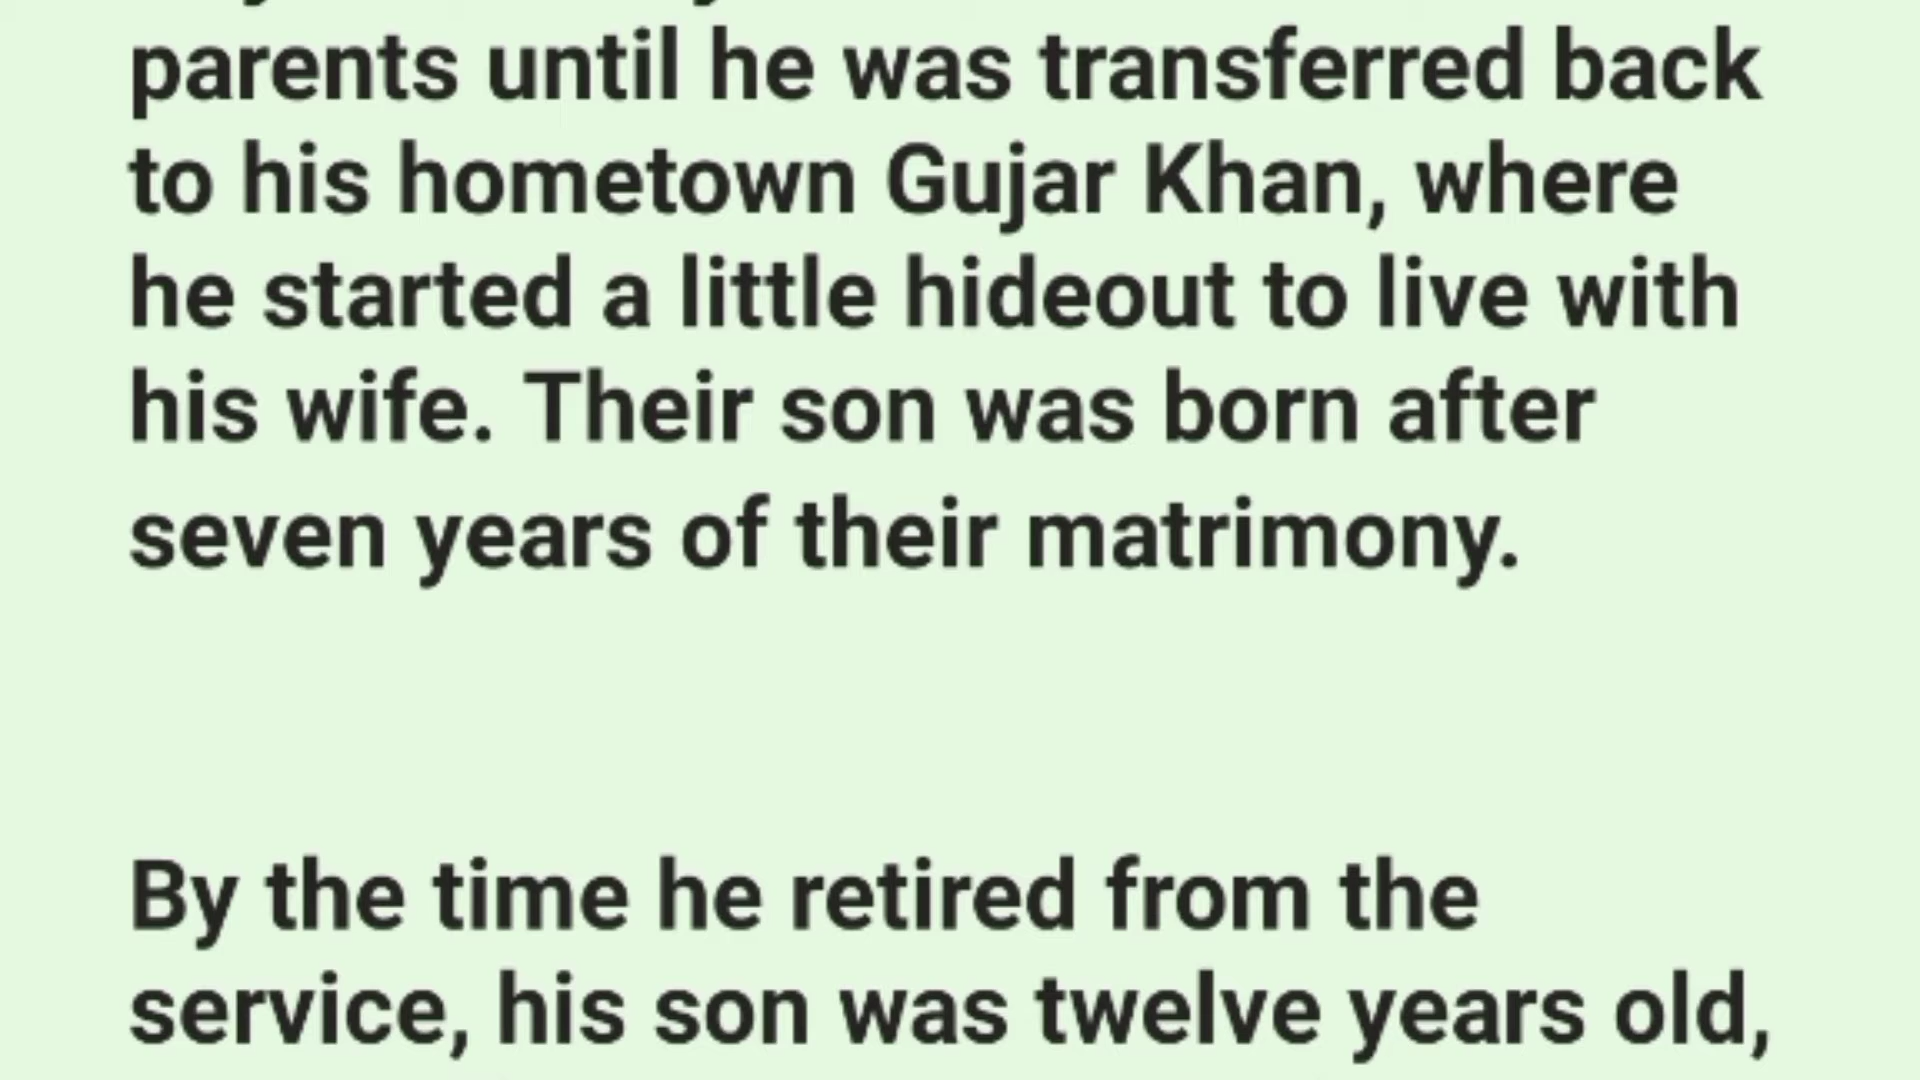 parents until he was transferred back
to his hometown Gujar Khan, where
he started a little hideout to live with
his wife. Their son was born after
seven years of their matrimony.
By the time he retired from the
service, his son was twelve years old,